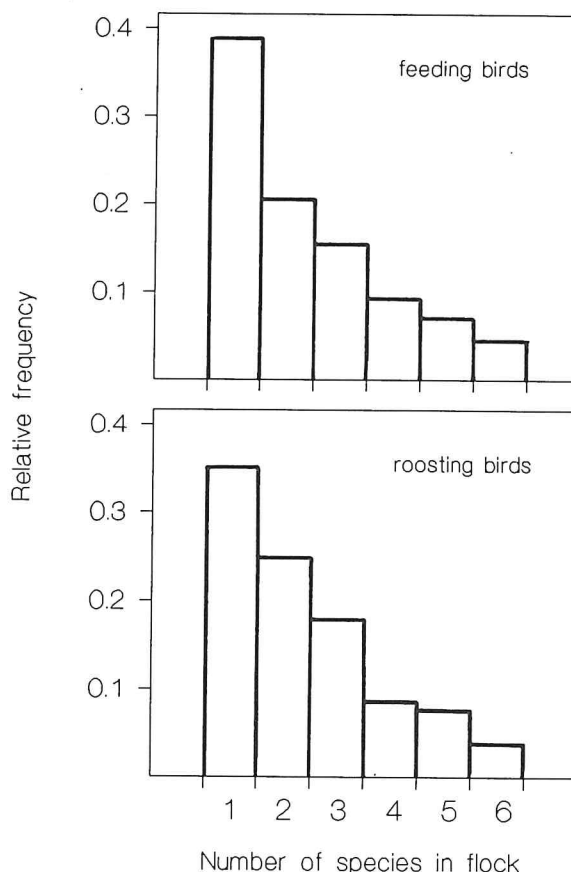 0.4
feeding birds
0.3
0.2
0.1
Relative frequency
0.4
roosting birds
0.3
0.2
0.1
1 2 3 4 5 6
Number of species in flock